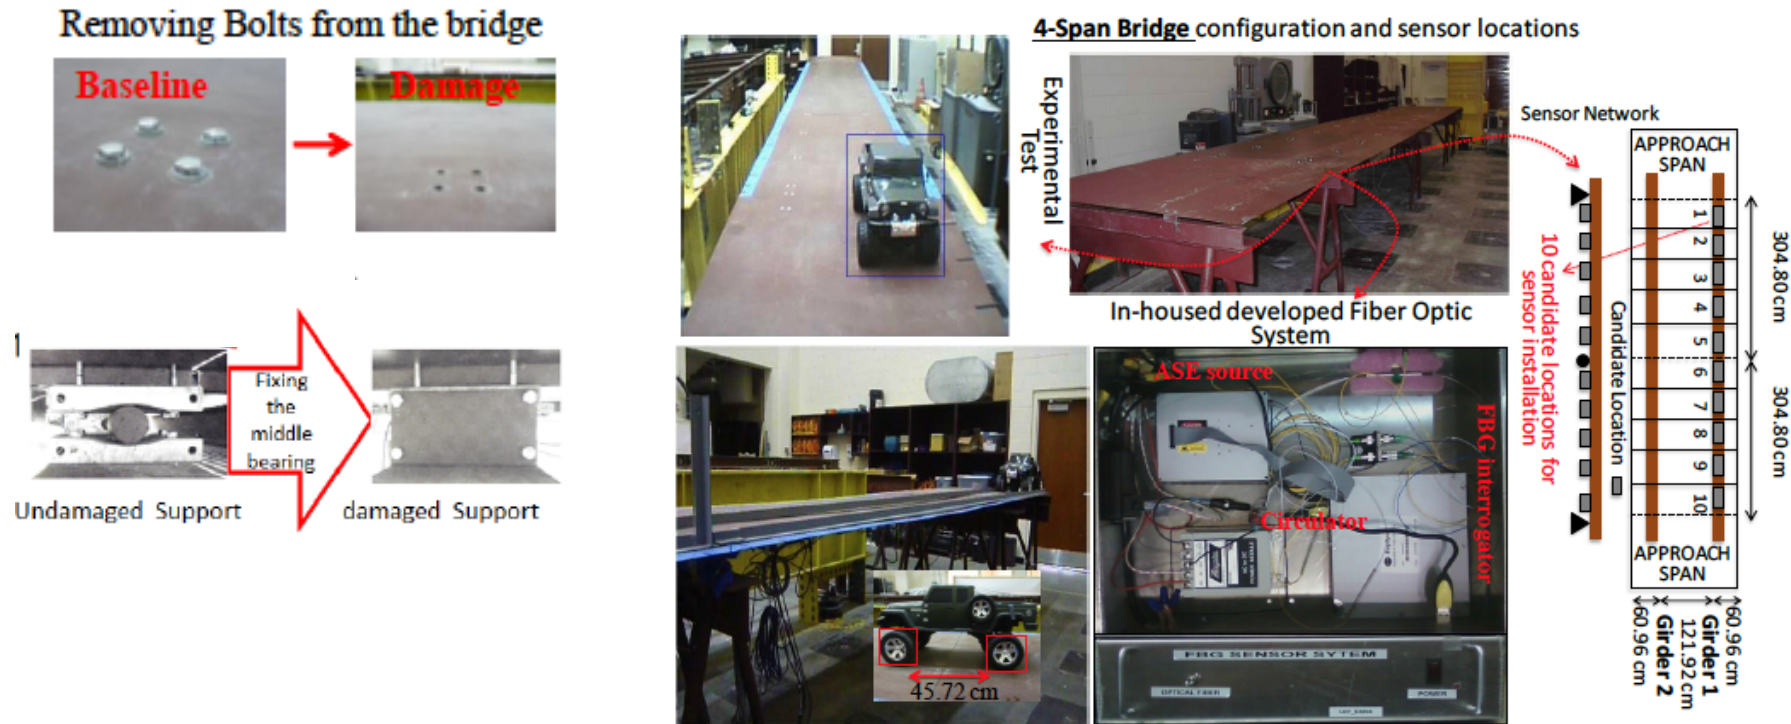 Removing Bolts from the bridge
Baseline
Damage
Fixing
the
middle
bearing
Undamaged Support
damaged Support
4-Span Bridge configuration and sensor locations
Experimental
Test
In-housed developed Fiber Optic
System
45.72 cm
ASE source
FBG interrogator
Circulator
FBG SENSOR SYTEM
OPTICAL FIBER
POWER
Sensor Network
10 candidate locations for
sensor installation
Candidate Location
APPROACH
SPAN
1
2
3
4
5
6
7
8
9
10
APPROACH
SPAN
304.80 cm
304.80 cm
60.96 cm
Girder 1
121.92 cm
Girder 2
60.96 cm